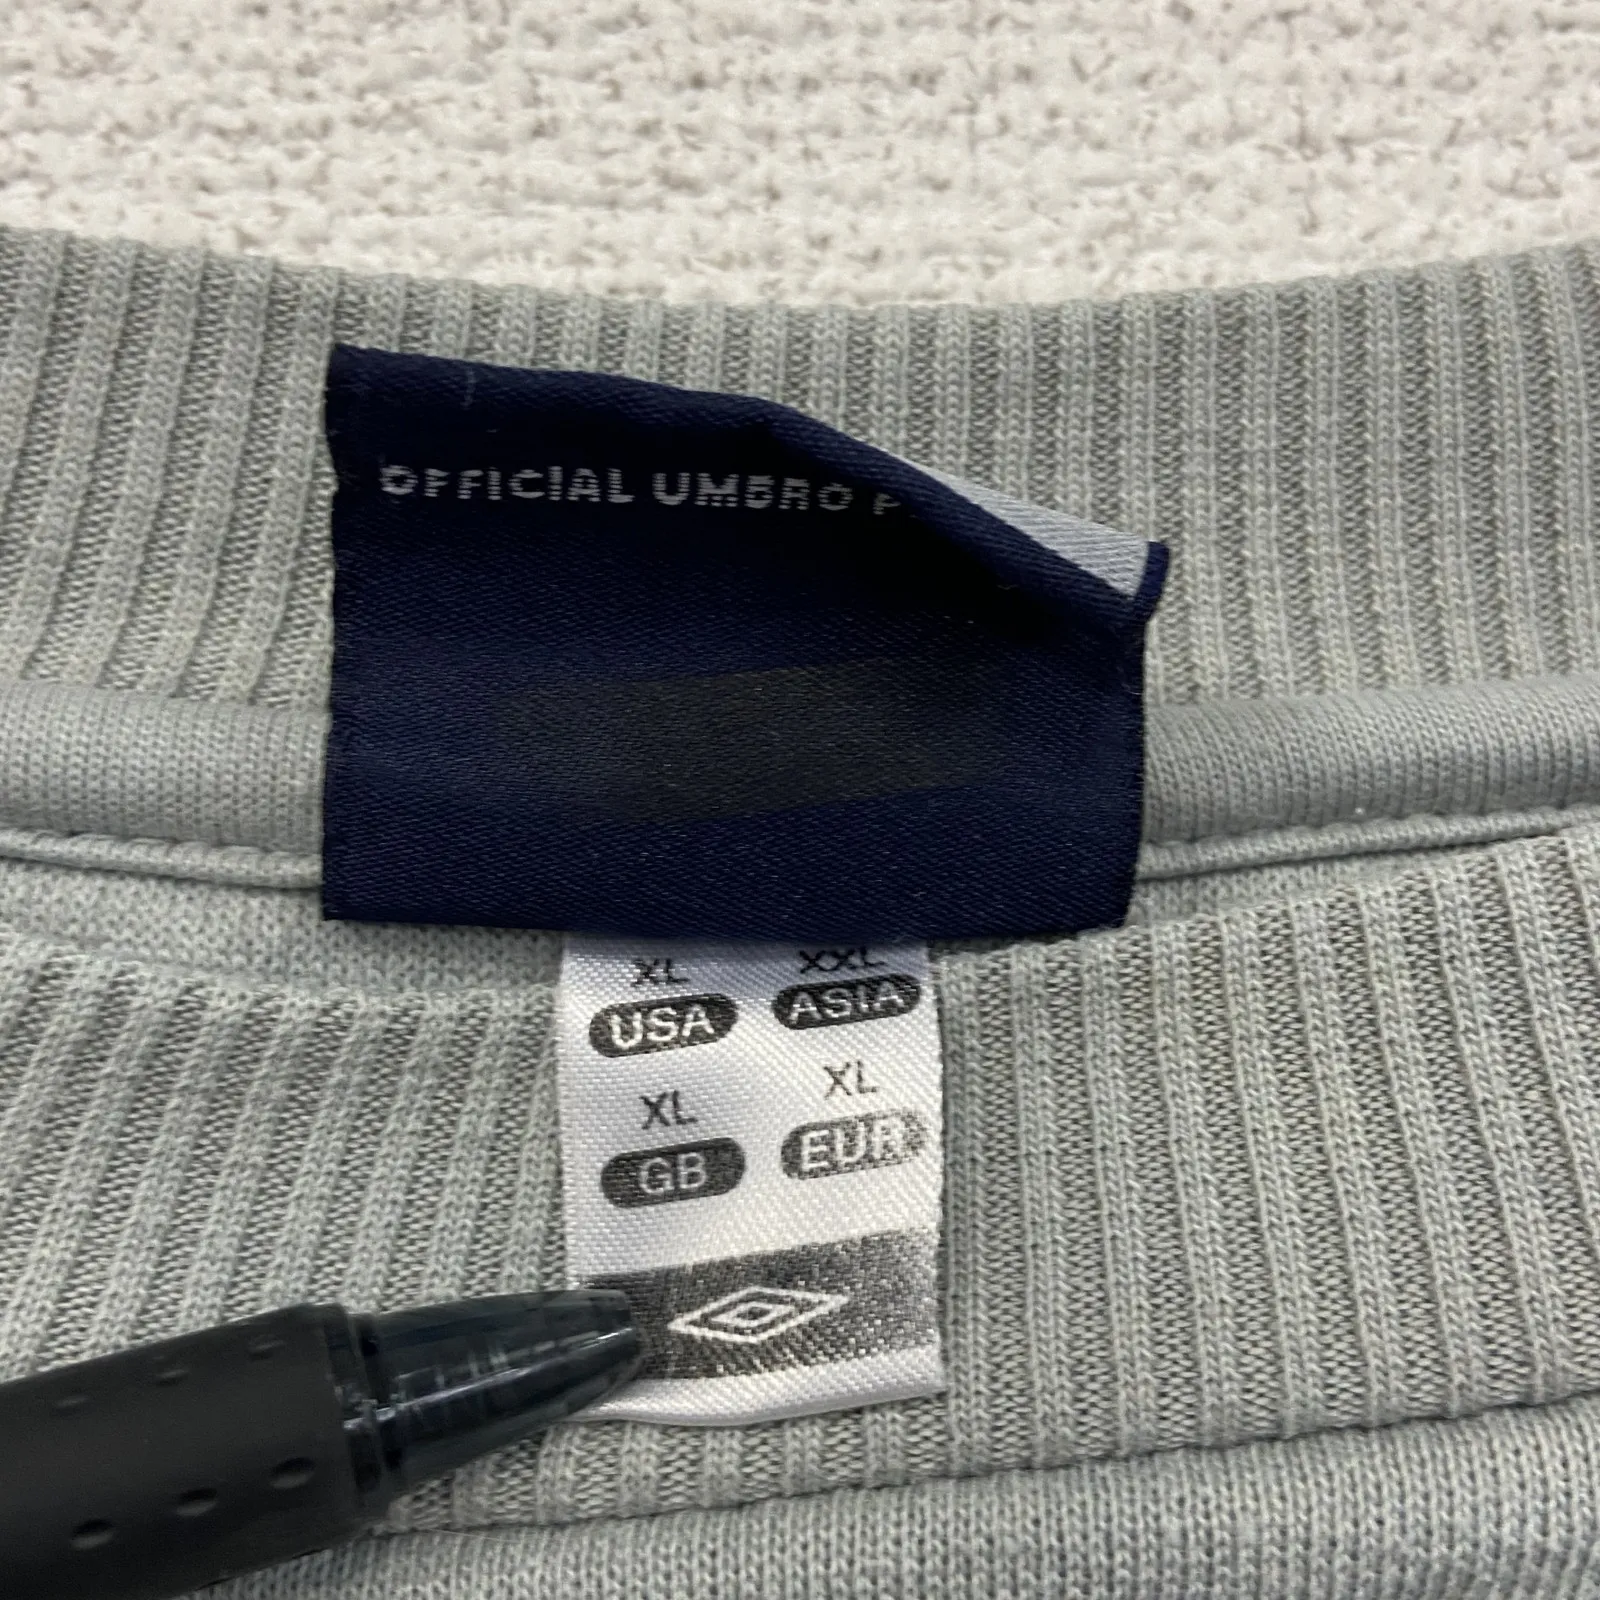 OFFICIAL UMBRO P
XL XXL
USA ASIA
XL XL
GB EUR